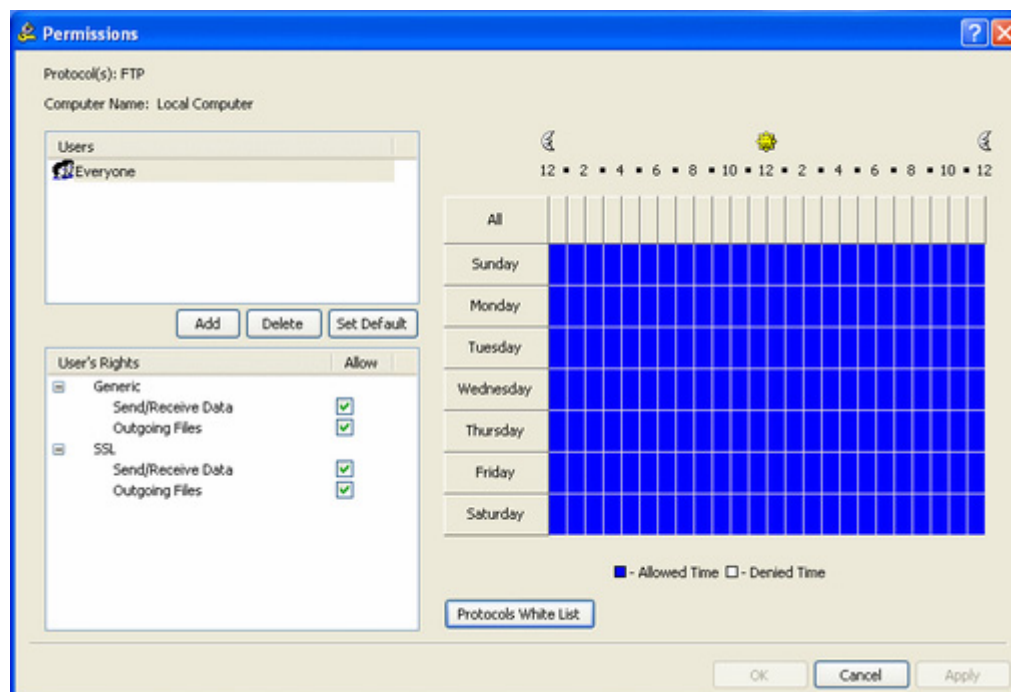 Permissions
Protocol(s): FTP
Computer Name: Local Computer
Users
Everyone
Add Delete Set Default
User's Rights Allow
Generic
Send/Receive Data
Outgoing Files
SSL
Send/Receive Data
Outgoing Files
12 ▪ 2 ▪ 4 ▪ 6 ▪ 8 ▪ 10 ▪ 12 ▪ 2 ▪ 4 ▪ 6 ▪ 8 ▪ 10 ▪ 12
All
Sunday
Monday
Tuesday
Wednesday
Thursday
Friday
Saturday
- Allowed Time - Denied Time
Protocols White List
OK Cancel Apply